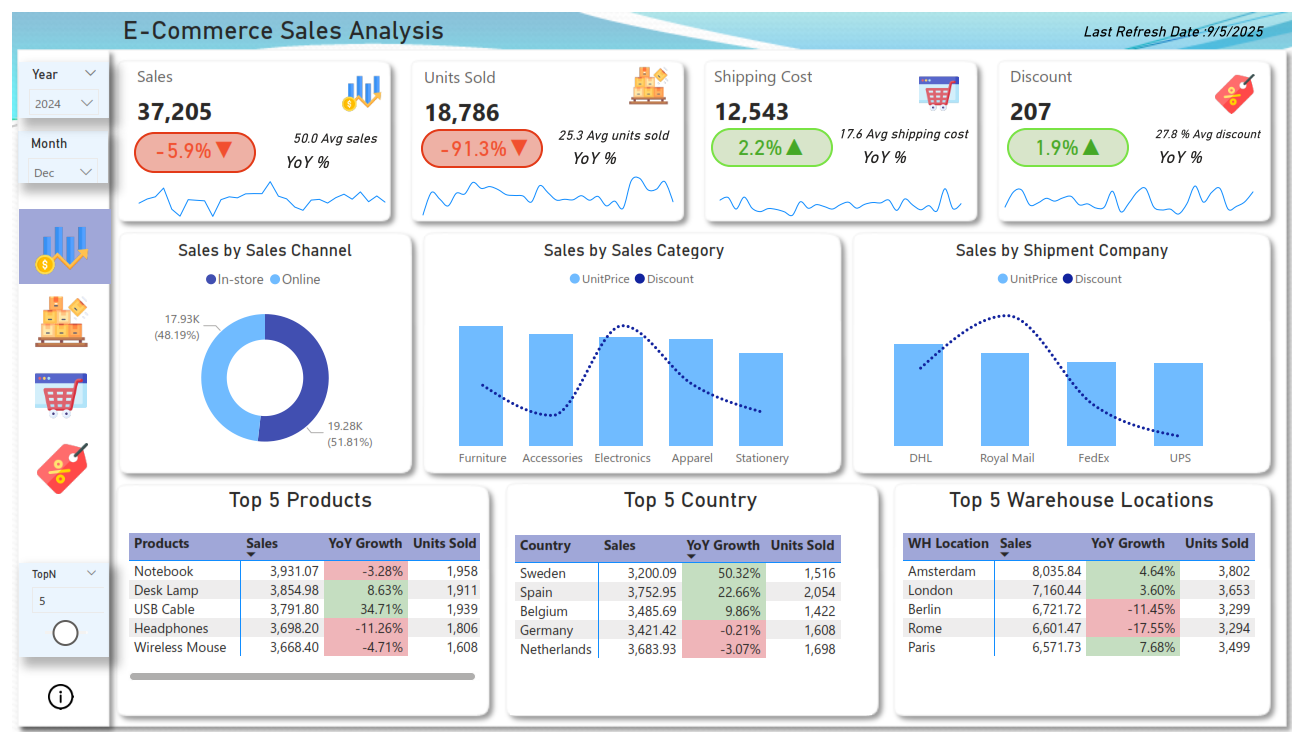 E-Commerce Sales Analysis
Last Refresh Date :9/5/2025
Year
2024
Month
Dec
Sales
37,205
-5.9%▼
50.0 Avg sales
YoY %
Units Sold
18,786
-91.3%▼
25.3 Avg units sold
YoY %
Shipping Cost
12,543
2.2%▲
17.6 Avg shipping cost
YoY %
Discount
207
1.9%▲
27.8 % Avg discount
YoY %
Sales by Sales Channel
In-store Online
17.93K
(48.19%)
19.28K
(51.81%)
Sales by Sales Category
UnitPrice Discount
Furniture Accessories Electronics Apparel Stationery
Sales by Shipment Company
UnitPrice Discount
DHL Royal Mail FedEx UPS
TopN
5
Top 5 Products
Products Sales YoY Growth Units Sold
Notebook 3,931.07 -3.28% 1,958
Desk Lamp 3,854.98 8.63% 1,911
USB Cable 3,791.80 34.71% 1,939
Headphones 3,698.20 -11.26% 1,806
Wireless Mouse 3,668.40 -4.71% 1,608
Top 5 Country
Country Sales YoY Growth Units Sold
Sweden 3,200.09 50.32% 1,516
Spain 3,752.95 22.66% 2,054
Belgium 3,485.69 9.86% 1,422
Germany 3,421.42 -0.21% 1,608
Netherlands 3,683.93 -3.07% 1,698
Top 5 Warehouse Locations
WH Location Sales YoY Growth Units Sold
Amsterdam 8,035.84 4.64% 3,802
London 7,160.44 3.60% 3,653
Berlin 6,721.72 -11.45% 3,299
Rome 6,601.47 -17.55% 3,294
Paris 6,571.73 7.68% 3,499